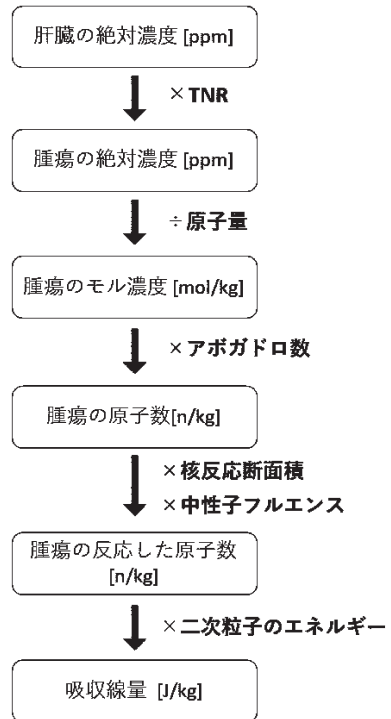 肝臓の絶対濃度 [ppm]
×TNR
腫瘍の絶対濃度 [ppm]
÷原子量
腫瘍のモル濃度 [mol/kg]
×アボガドロ数
腫瘍の原子数[n/kg]
×核反応断面積
×中性子フルエンス
腫瘍の反応した原子数
[n/kg]
×二次粒子のエネルギー
吸収線量 [J/kg]